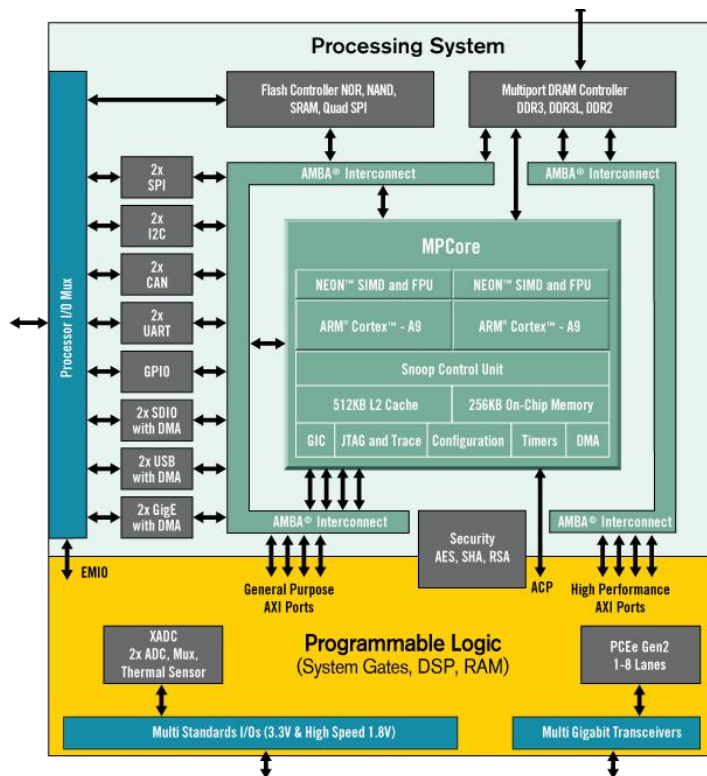 Processing System
Flash Controller NOR, NAND,
SRAM, Quad SPI
Multiport DRAM Controller
DDR3, DDR3L, DDR2
AMBA® Interconnect
AMBA® Interconnect
Processor I/O Mux
2x
SPI
2x
I2C
2x
CAN
2x
UART
GPIO
2x SDIO
with DMA
2x USB
with DMA
2x GigE
with DMA
MPCore
NEON™ SIMD and FPU
NEON™ SIMD and FPU
ARM® Cortex™ - A9
ARM® Cortex™ - A9
Snoop Control Unit
512KB L2 Cache
256KB On-Chip Memory
GIC
JTAG and Trace
Configuration
Timers
DMA
AMBA® Interconnect
AMBA® Interconnect
Security
AES, SHA, RSA
EMIO
General Purpose
AXI Ports
ACP
High Performance
AXI Ports
XADC
2x ADC, Mux,
Thermal Sensor
Programmable Logic
(System Gates, DSP, RAM)
PCEe Gen2
1-8 Lanes
Multi Standards I/Os (3.3V & High Speed 1.8V)
Multi Gigabit Transceivers